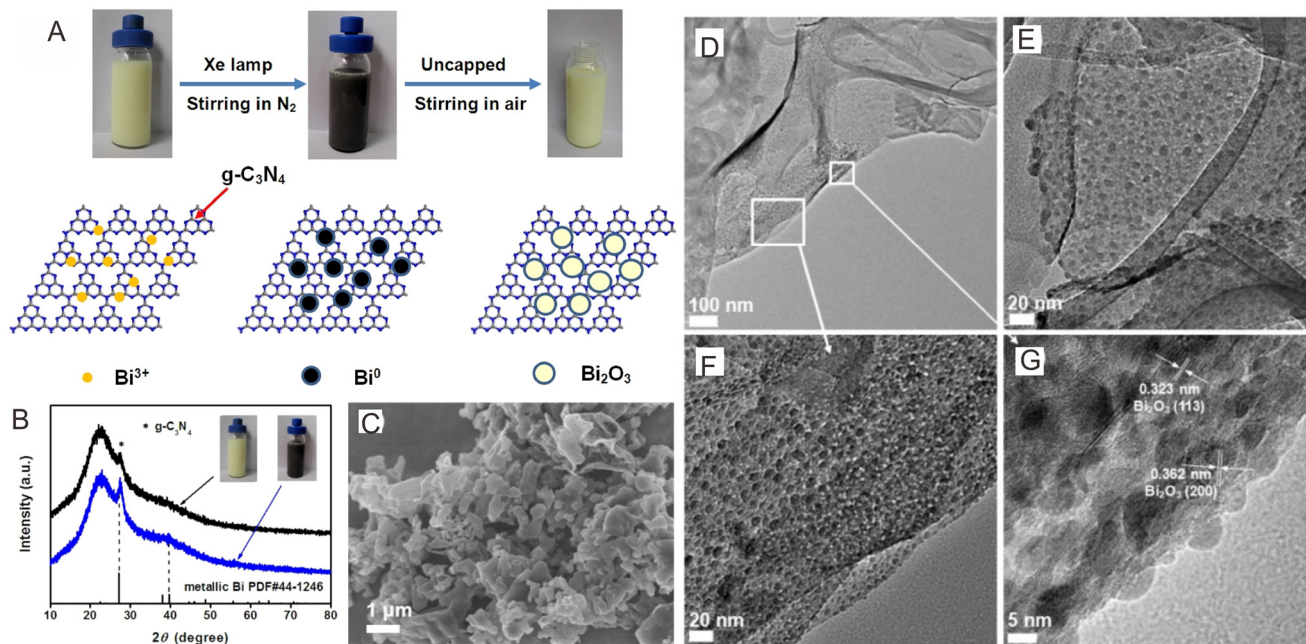 A
Xe lamp
Stirring in N₂
Uncapped
Stirring in air
g-C₃N₄
Bi³⁺
Bi⁰
Bi₂O₃
B
* g-C₃N₄
*
Intensity (a.u.)
metallic Bi PDF#44-1246
10 20 30 40 50 60 70 80
2θ (degree)
C
1 µm
D
100 nm
E
20 nm
F
20 nm
G
0.323 nm
Bi₂O₃ (113)
0.362 nm
Bi₂O₃ (200)
5 nm